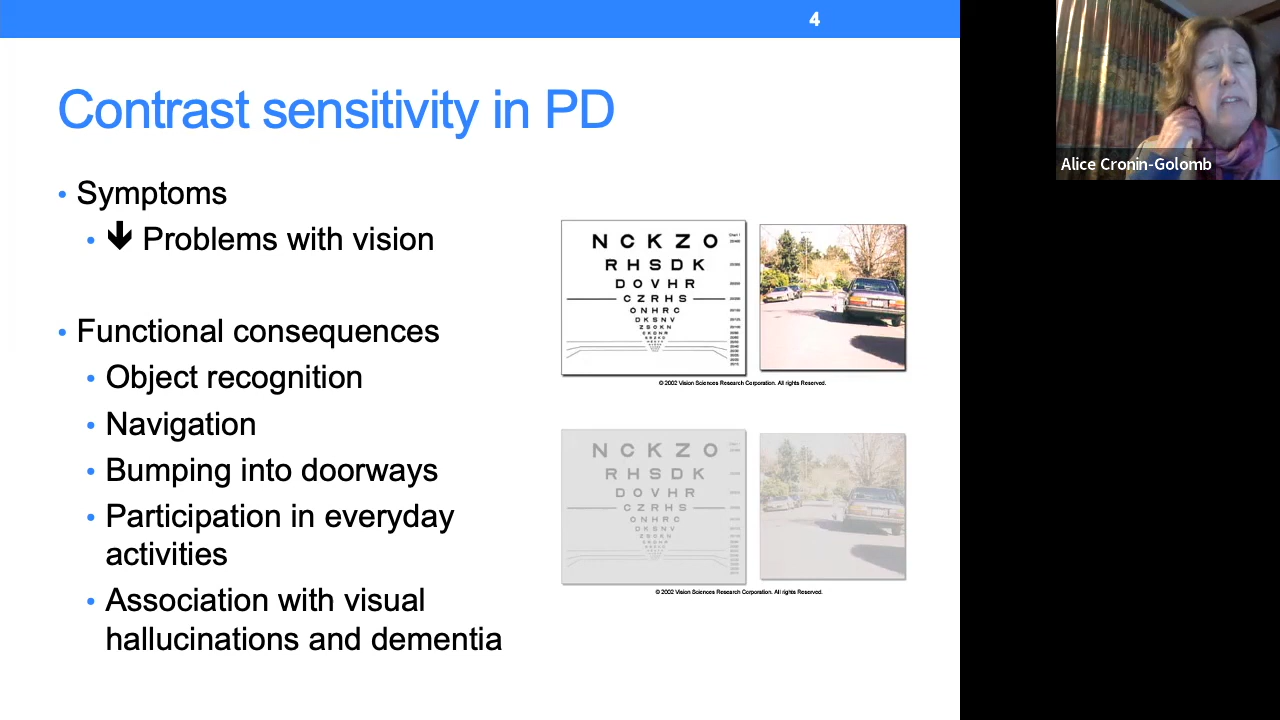 4
Contrast sensitivity in PD
• Symptoms
• 🡻 Problems with vision
• Functional consequences
• Object recognition
• Navigation
• Bumping into doorways
• Participation in everyday
activities
• Association with visual
hallucinations and dementia
N C K Z O
R H S D K
D O V H R
C Z R H S
O N H R C
D K S N V
Z S O K N
© 2002 Vision Sciences Research Corporation. All rights Reserved.
N C K Z O
R H S D K
D O V H R
C Z R H S
O N H R C
D K S N V
Z S O K N
© 2002 Vision Sciences Research Corporation. All rights Reserved.
Alice Cronin-Golomb